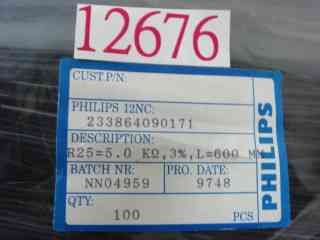 12676
CUST.P/N:
PHILIPS 12NC:
233864090171
DESCRIPTION:
R25=5.0 KΩ,3%,L=600 MM
BATCH NR: PRO. DATE:
NN04959 9748
QTY:
100 PCS
PHILIPS